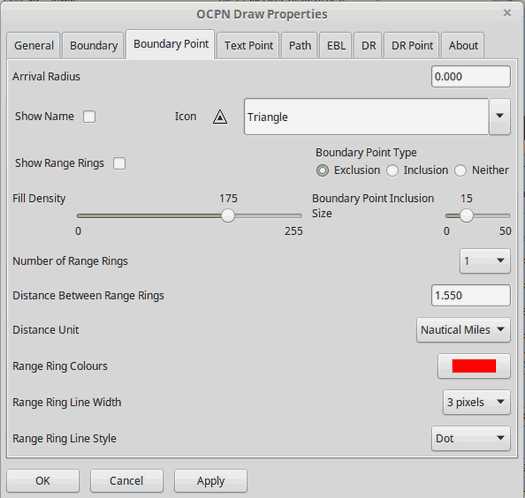 OCPN Draw Properties
General Boundary Boundary Point Text Point Path EBL DR DR Point About
Arrival Radius 0.000
Show Name Icon Triangle
Boundary Point Type
Show Range Rings Exclusion Inclusion Neither
Fill Density 175 Boundary Point Inclusion 15
Size
0 255 0 50
Number of Range Rings 1
Distance Between Range Rings 1.550
Distance Unit Nautical Miles
Range Ring Colours
Range Ring Line Width 3 pixels
Range Ring Line Style Dot
OK Cancel Apply